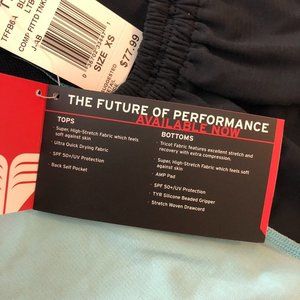 TFFB6A
SIZE XS
$77.99
SUGGESTED
THE FUTURE OF PERFORMANCE
AVAILABLE NOW
TOPS
· Super, High-Stretch Fabric which feels
soft against skin
· Ultra Quick Drying Fabric
· SPF 50+/UV Protection
· Back Self Pocket
BOTTOMS
· Tricot Fabric features excellent stretch and
recovery with extra compression.
· Super, High-Stretch Fabric which feels soft
against skin
· AMP Pad
· SPF 50+/UV Protection
· TYR Silicone Beaded Gripper
· Stretch Woven Drawcord